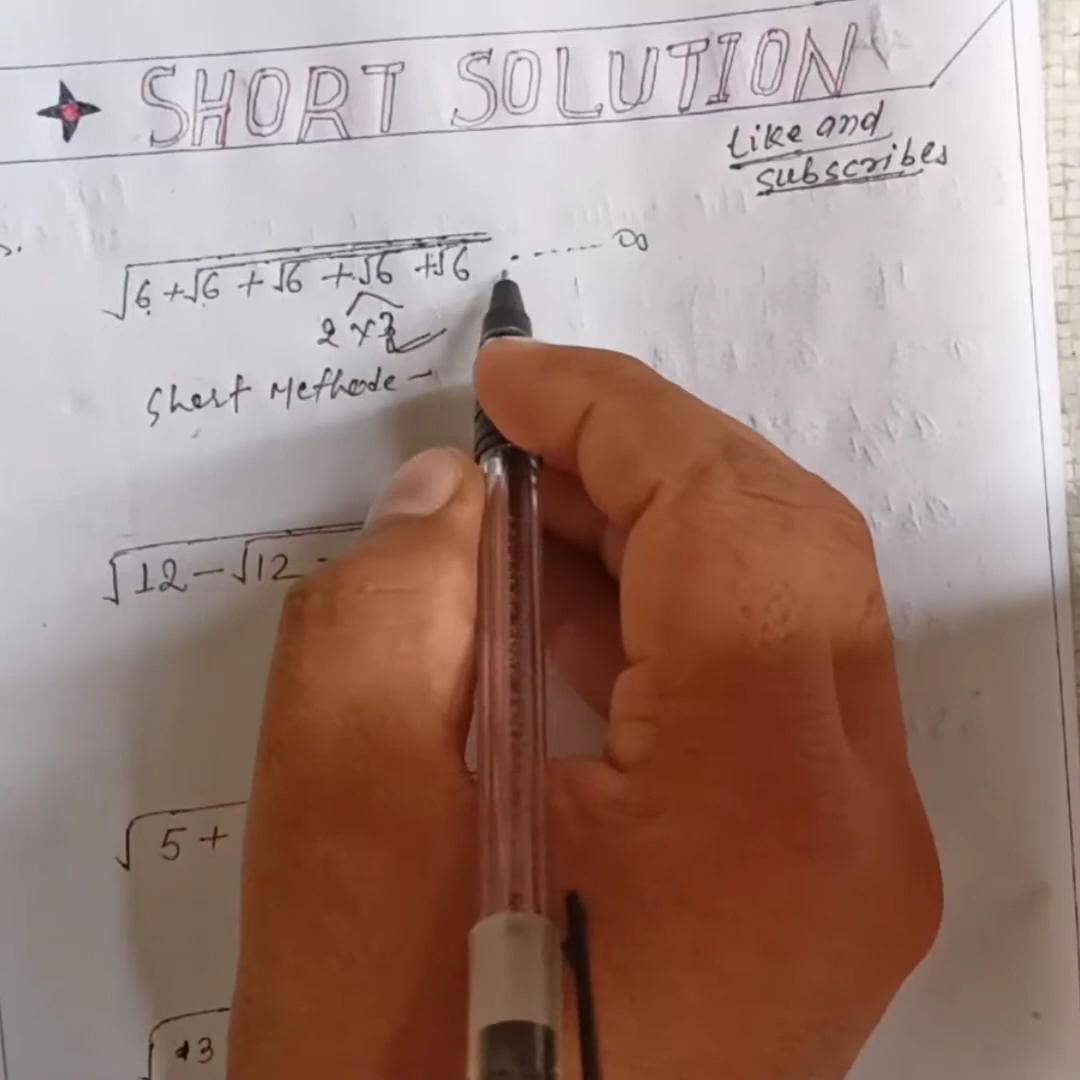 SHORT SOLUTION
Like and
subscribes
√6 +√6 + √6 + √6 +√6 ------ ∞
2 × 3
Short Methode -
√12 - √12 -
√5 +